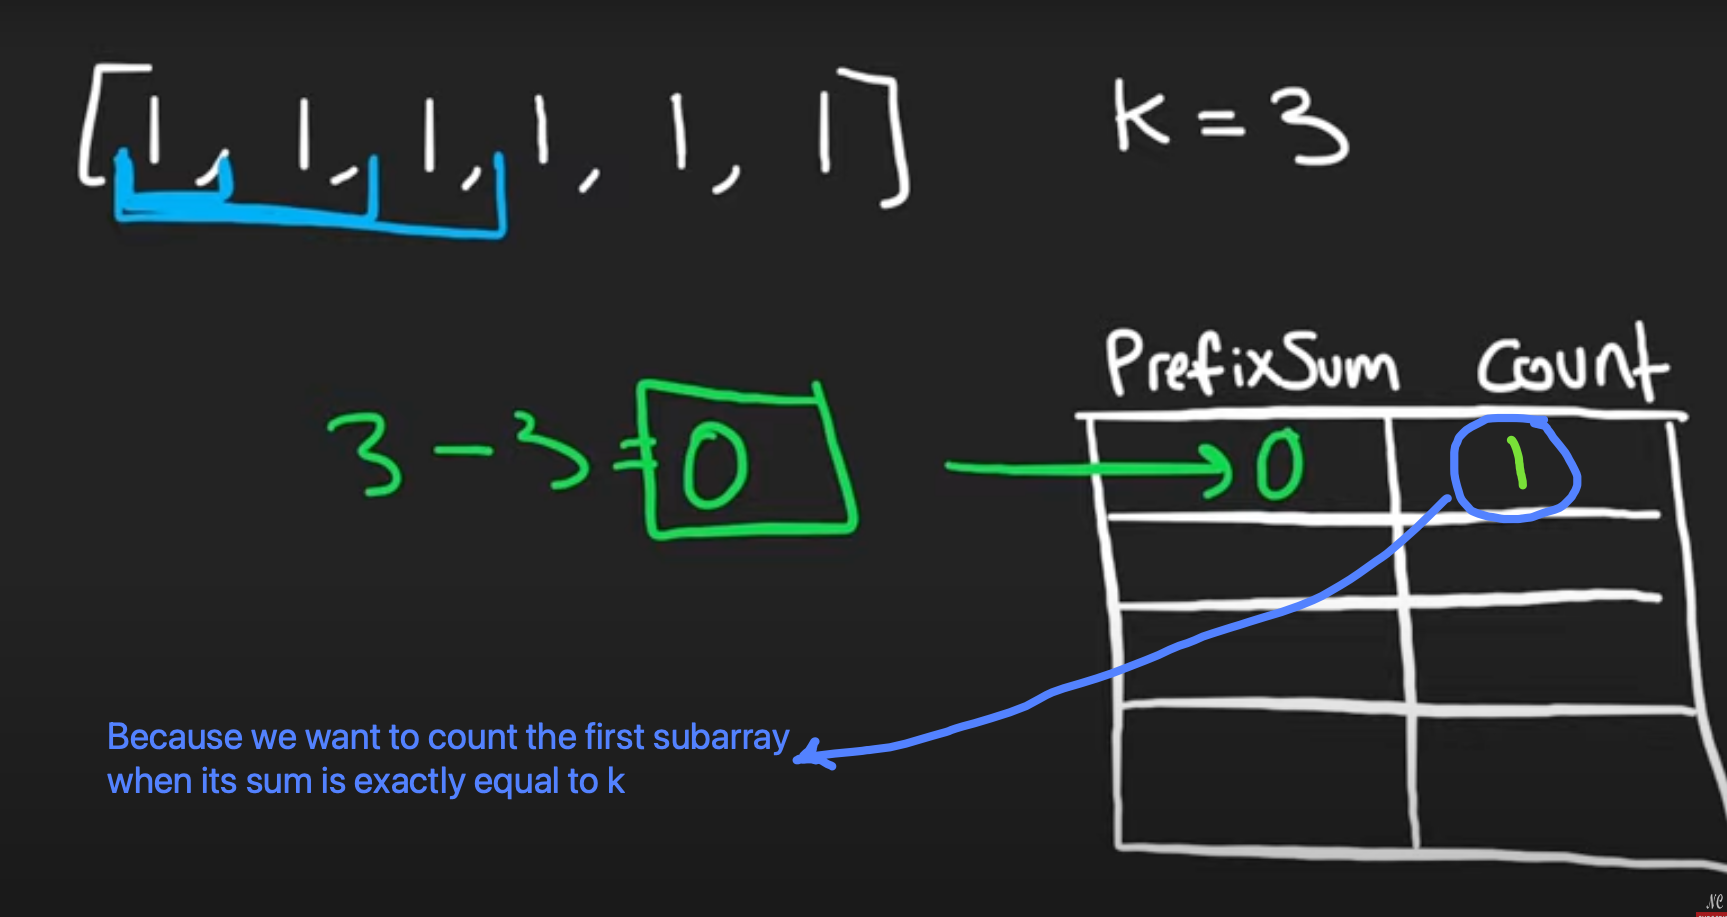 [1, 1, 1, 1, 1, 1] K = 3
PrefixSum Count
3 - 3 = 0 → 0 1
Because we want to count the first subarray
when its sum is exactly equal to k
NC